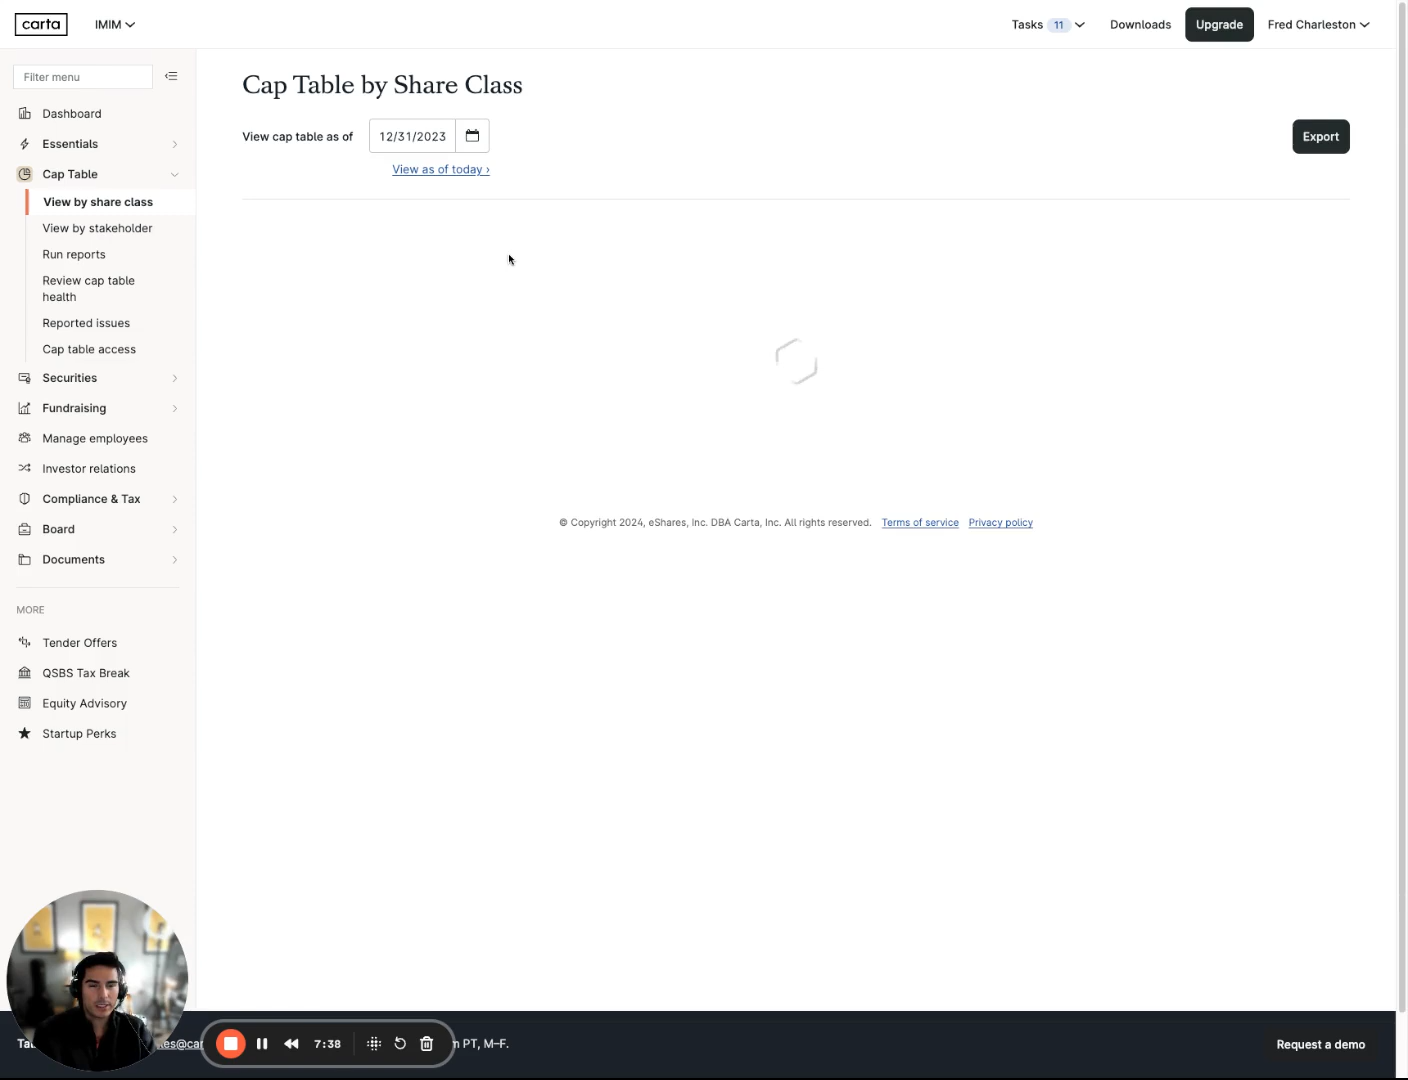 carta
IMIM
Tasks 11
Downloads
Upgrade
Fred Charleston
Filter menu
Dashboard
Essentials
Cap Table
View by share class
View by stakeholder
Run reports
Review cap table
health
Reported issues
Cap table access
Securities
Fundraising
Manage employees
Investor relations
Compliance & Tax
Board
Documents
MORE
Tender Offers
QSBS Tax Break
Equity Advisory
Startup Perks
Cap Table by Share Class
View cap table as of
12/31/2023
Export
View as of today ›
© Copyright 2024, eShares, Inc. DBA Carta, Inc. All rights reserved. Terms of service Privacy policy
7:38
PT, M–F.
Request a demo